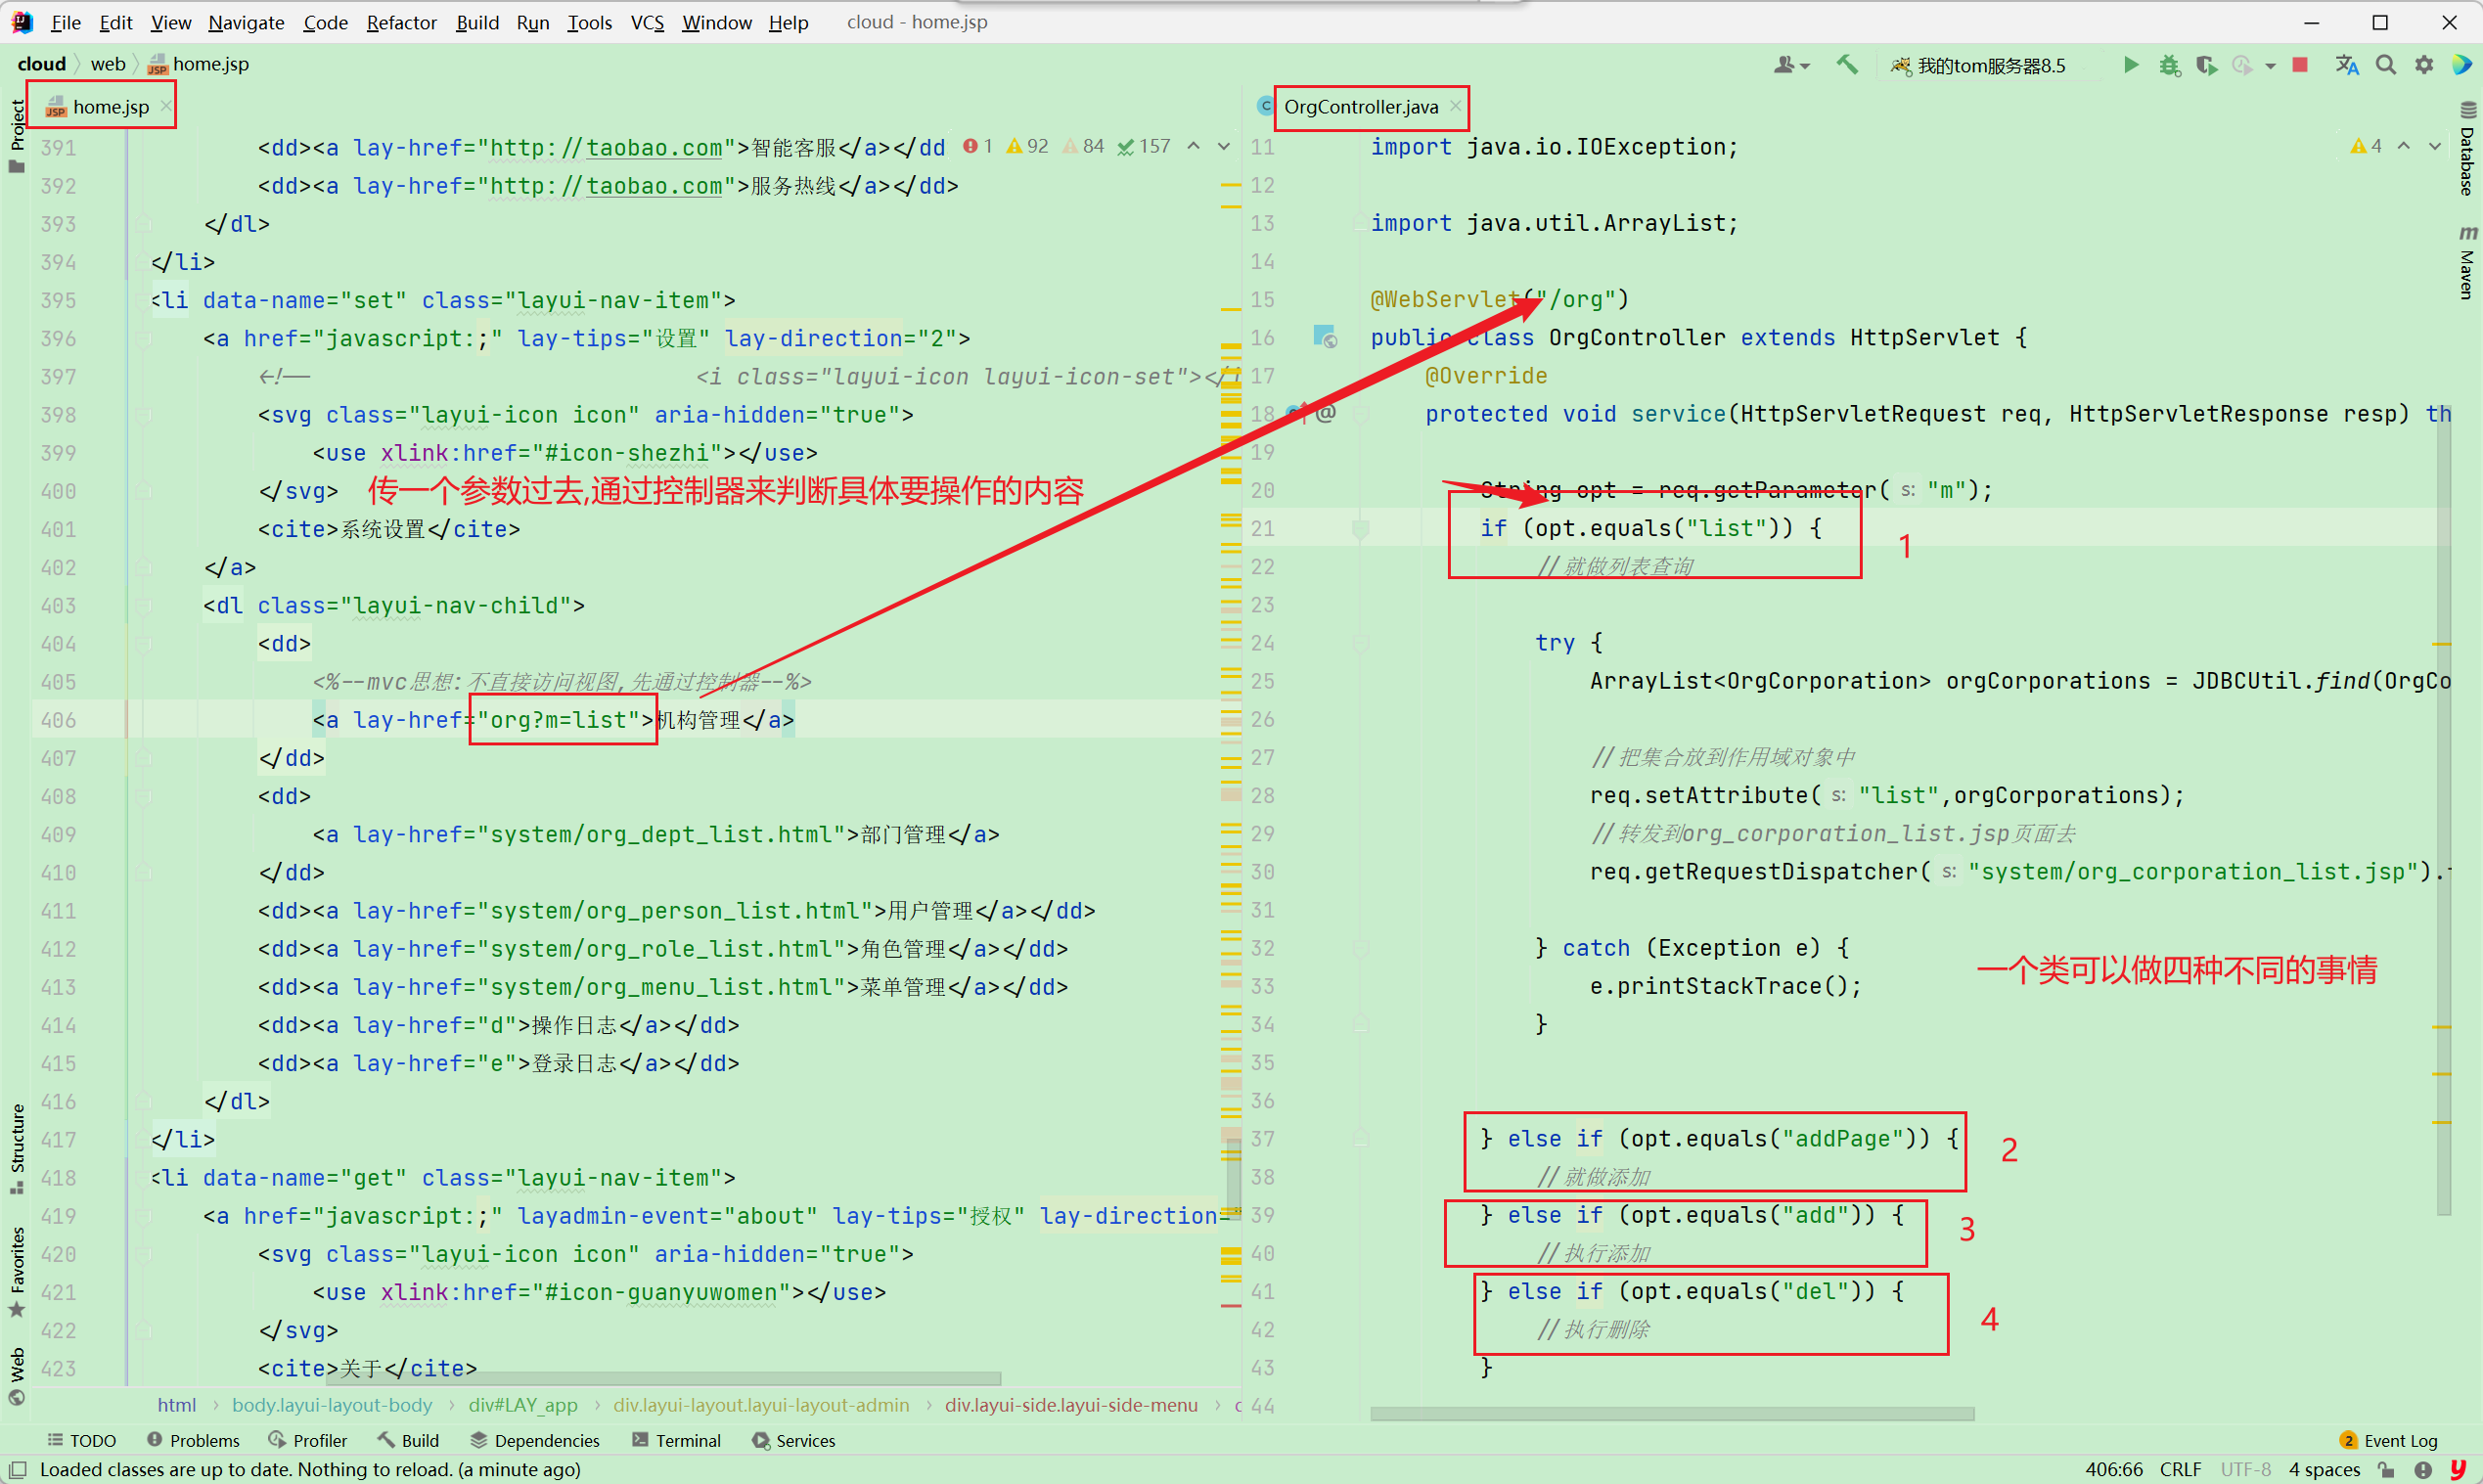 File Edit View Navigate Code Refactor Build Run Tools VCS Window Help cloud - home.jsp
cloud web home.jsp
我的tom服务器8.5
home.jsp
OrgController.java
Project
Structure
Favorites
Web
Database
Maven
1 92 84 157
391 <dd><a lay-href="http://taobao.com">智能客服</a></dd
392 <dd><a lay-href="http://taobao.com">服务热线</a></dd>
393 </dl>
394 </li>
395 <li data-name="set" class="layui-nav-item">
396 <a href="javascript:;" lay-tips="设置" lay-direction="2">
397 <!-- <i class="layui-icon layui-icon-set"></i
398 <svg class="layui-icon icon" aria-hidden="true">
399 <use xlink:href="#icon-shezhi"></use>
400 </svg>
传一个参数过去,通过控制器来判断具体要操作的内容
401 <cite>系统设置</cite>
402 </a>
403 <dl class="layui-nav-child">
404 <dd>
405 <%--mvc思想:不直接访问视图,先通过控制器--%>
406 <a lay-href="org?m=list">机构管理</a>
407 </dd>
408 <dd>
409 <a lay-href="system/org_dept_list.html">部门管理</a>
410 </dd>
411 <dd><a lay-href="system/org_person_list.html">用户管理</a></dd>
412 <dd><a lay-href="system/org_role_list.html">角色管理</a></dd>
413 <dd><a lay-href="system/org_menu_list.html">菜单管理</a></dd>
414 <dd><a lay-href="d">操作日志</a></dd>
415 <dd><a lay-href="e">登录日志</a></dd>
416 </dl>
417 </li>
418 <li data-name="get" class="layui-nav-item">
419 <a href="javascript:;" layadmin-event="about" lay-tips="授权" lay-direction="
420 <svg class="layui-icon icon" aria-hidden="true">
421 <use xlink:href="#icon-guanyuwomen"></use>
422 </svg>
423 <cite>关于</cite>
html body.layui-layout-body div#LAY_app div.layui-layout.layui-layout-admin div.layui-side.layui-side-menu
4
11 import java.io.IOException;
12
13 import java.util.ArrayList;
14
15 @WebServlet("/org")
16 public class OrgController extends HttpServlet {
17 @Override
18 protected void service(HttpServletRequest req, HttpServletResponse resp) th
19
20 String opt = req.getParameter( s: "m");
21 if (opt.equals("list")) {
1
22 //就做列表查询
23
24 try {
25 ArrayList<OrgCorporation> orgCorporations = JDBCUtil.find(OrgCo
26
27 //把集合放到作用域对象中
28 req.setAttribute( s: "list",orgCorporations);
29 //转发到org_corporation_list.jsp页面去
30 req.getRequestDispatcher( s: "system/org_corporation_list.jsp").
31
32 } catch (Exception e) {
一个类可以做四种不同的事情
33 e.printStackTrace();
34 }
35
36
37 } else if (opt.equals("addPage")) {
2
38 //就做添加
39 } else if (opt.equals("add")) {
3
40 //执行添加
41 } else if (opt.equals("del")) {
4
42 //执行删除
43 }
44
TODO Problems Profiler Build Dependencies Terminal Services
2 Event Log
Loaded classes are up to date. Nothing to reload. (a minute ago)
406:66 CRLF UTF-8 4 spaces